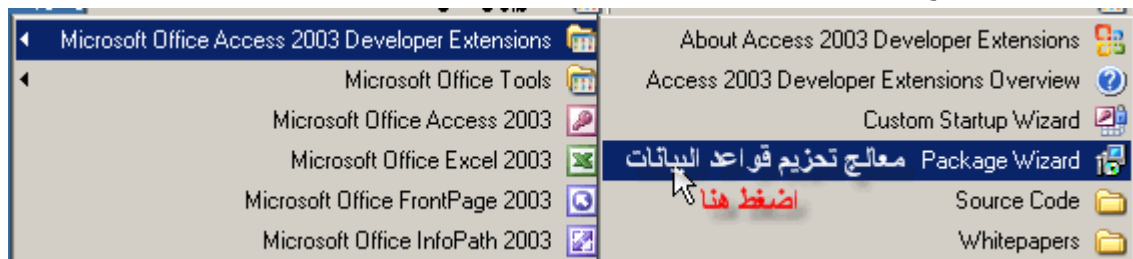 Microsoft Office Access 2003 Developer Extensions
Microsoft Office Tools
Microsoft Office Access 2003
Microsoft Office Excel 2003
Microsoft Office FrontPage 2003
Microsoft Office InfoPath 2003
About Access 2003 Developer Extensions
Access 2003 Developer Extensions Overview
Custom Startup Wizard
Package Wizard معالج تحزيم قواعد البيانات
اضغط هنا
Source Code
Whitepapers